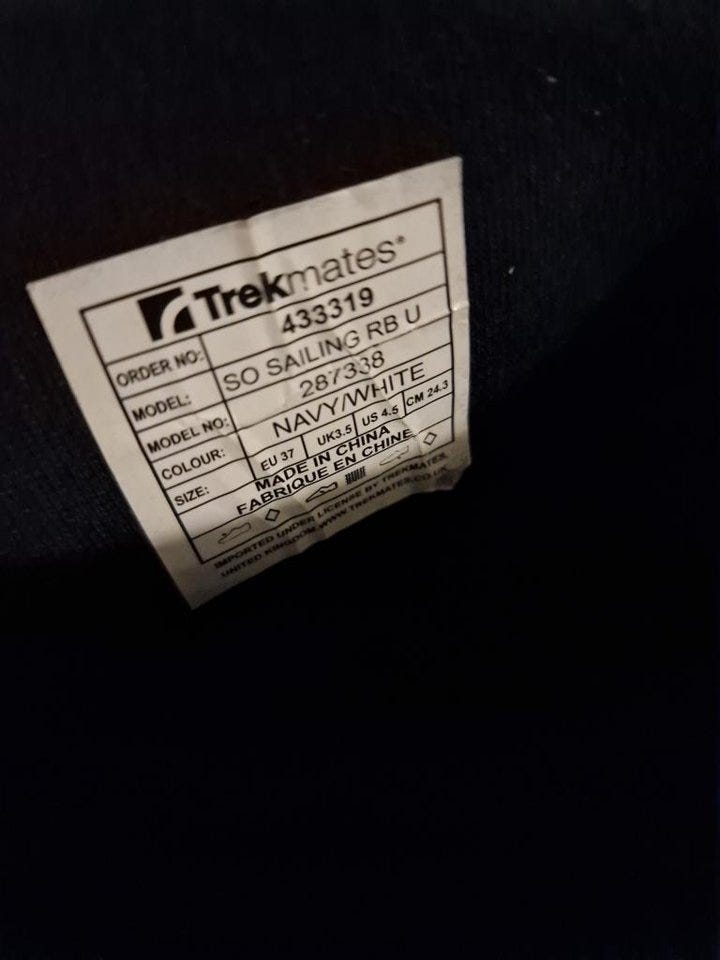 Trekmates®
ORDER NO: 433319
MODEL: SO SAILING RB U
MODEL NO: 287338
COLOUR: NAVY/WHITE
SIZE: EU 37 UK3.5 US 4.5 CM 24.3
MADE IN CHINA
FABRIQUE EN CHINE
IMPORTED UNDER LICENSE BY TREKMATES,
UNITED KINGDOM WWW.TREKMATES.CO.UK